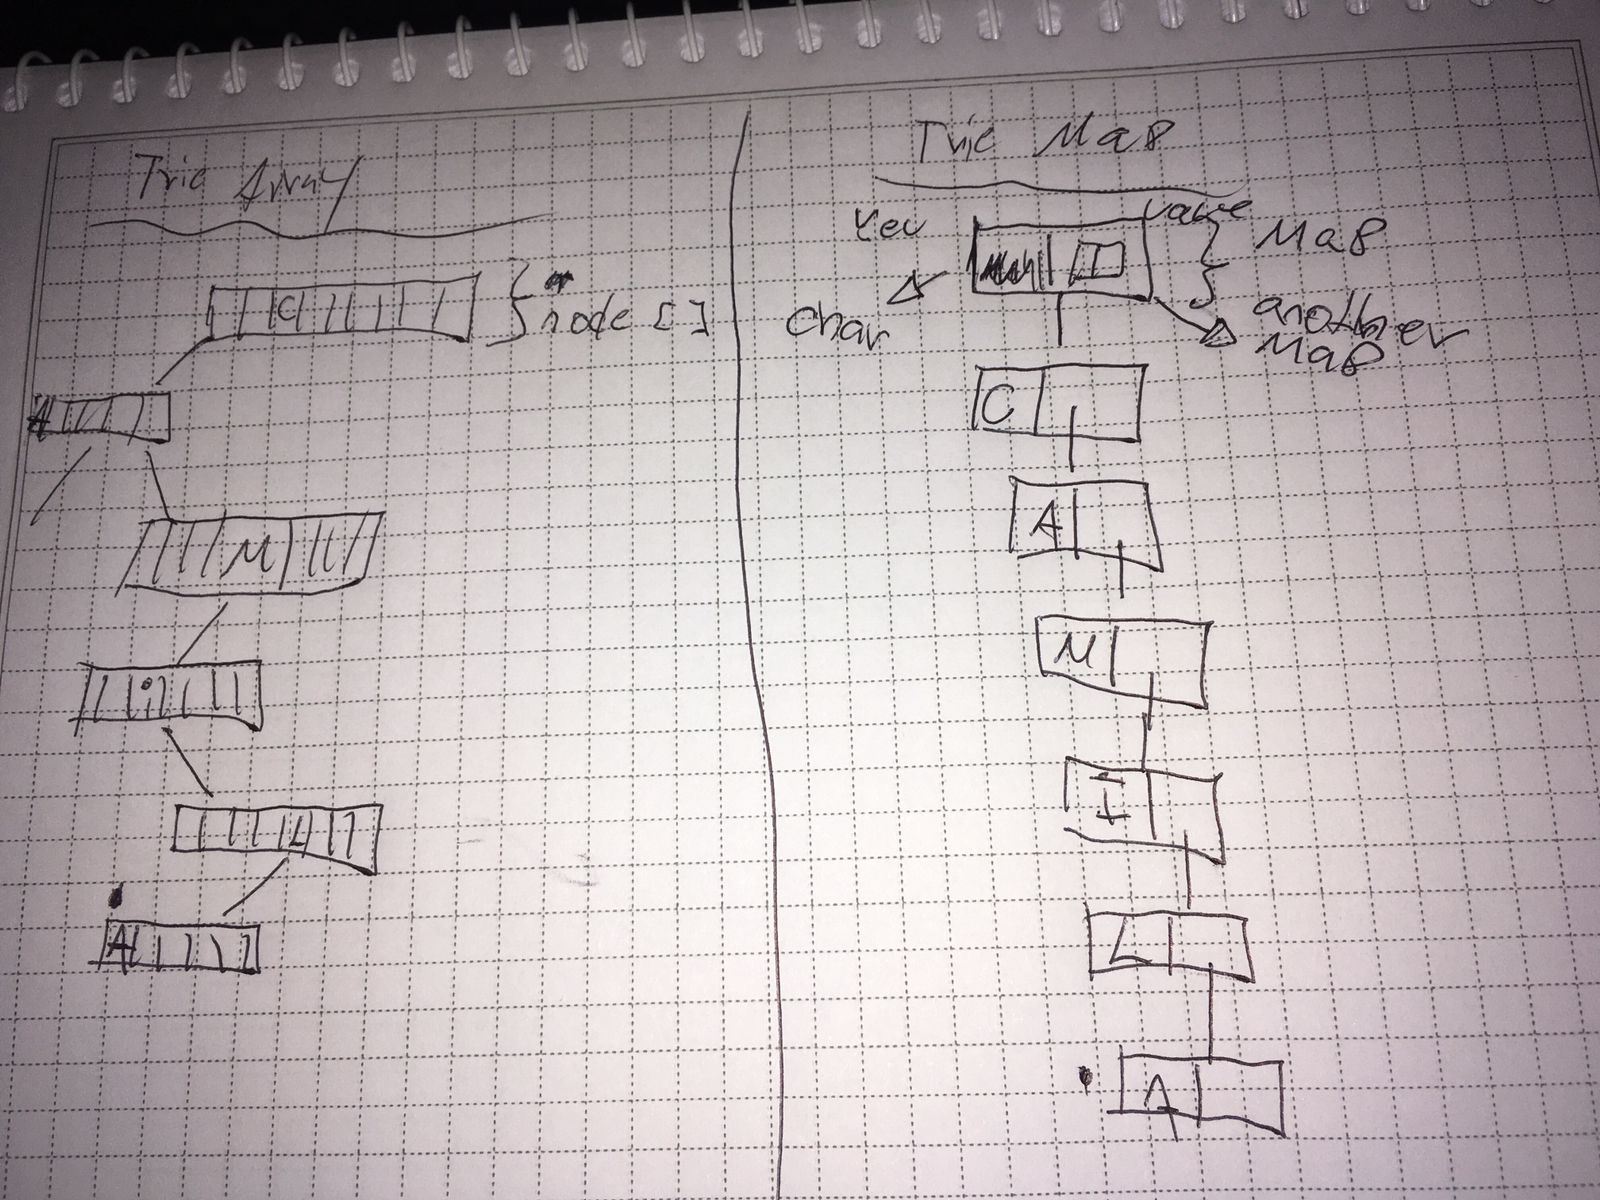 Trie Array
C
node []
A
M
i
L
A
Trie Map
Key
value
Map
char
another
Map
C
A
M
I
L
A